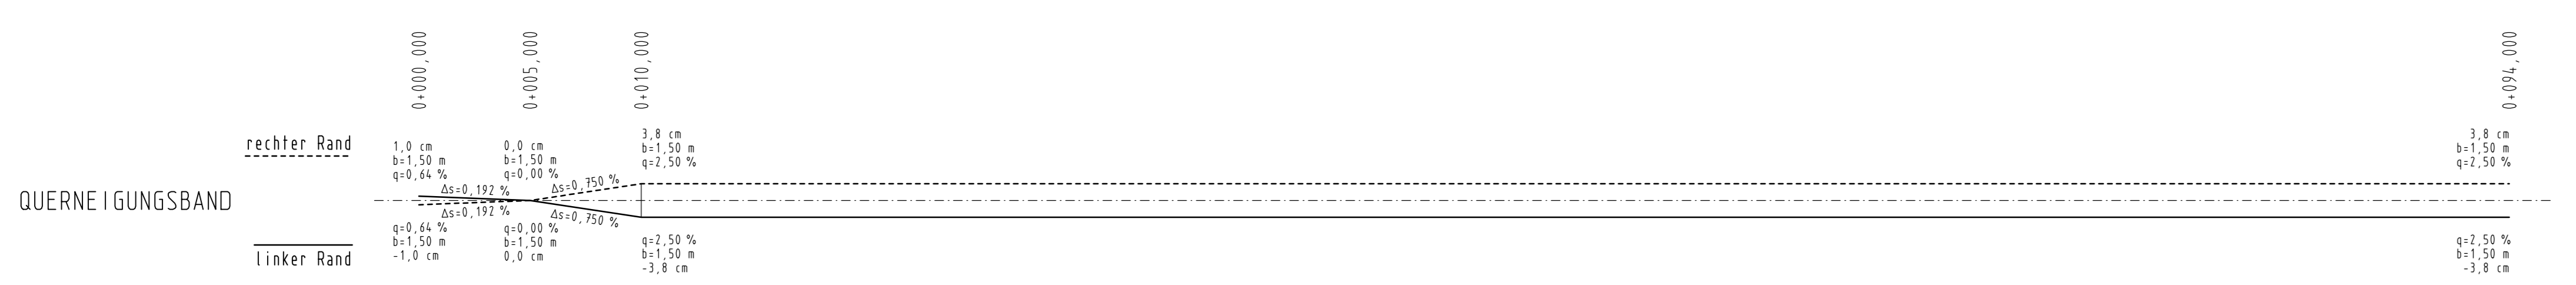 0+000,000
0+005,000
0+010,000
0+094,000
rechter Rand
1,0 cm
b=1,50 m
q=0,64 %
0,0 cm
b=1,50 m
q=0,00 %
3,8 cm
b=1,50 m
q=2,50 %
3,8 cm
b=1,50 m
q=2,50 %
Δs=0,192 %
Δs=0,750 %
QUERNEIGUNGSBAND
Δs=0,192 %
Δs=0,750 %
linker Rand
q=0,64 %
b=1,50 m
-1,0 cm
q=0,00 %
b=1,50 m
0,0 cm
q=2,50 %
b=1,50 m
-3,8 cm
q=2,50 %
b=1,50 m
-3,8 cm